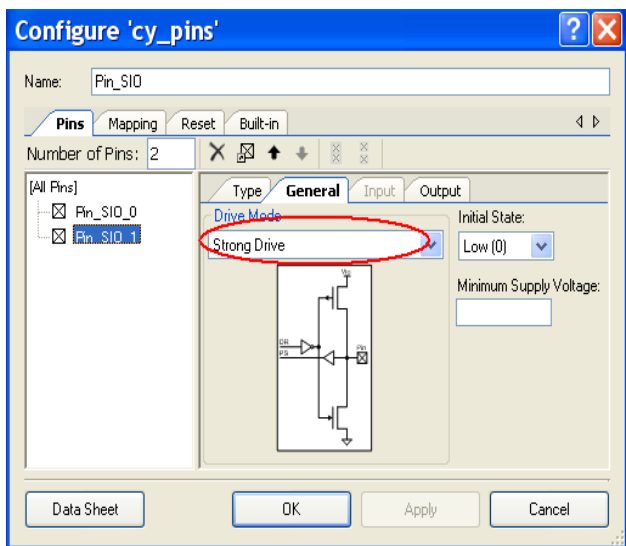 Configure 'cy_pins'
Name: Pin_SIO
Pins Mapping Reset Built-in
Number of Pins: 2
[All Pins]
Pin_SIO_0
Pin_SIO_1
Type General Input Output
Drive Mode
Strong Drive
Initial State:
Low (0)
Minimum Supply Voltage:
Vio
DR
PS
Pin
Data Sheet OK Apply Cancel